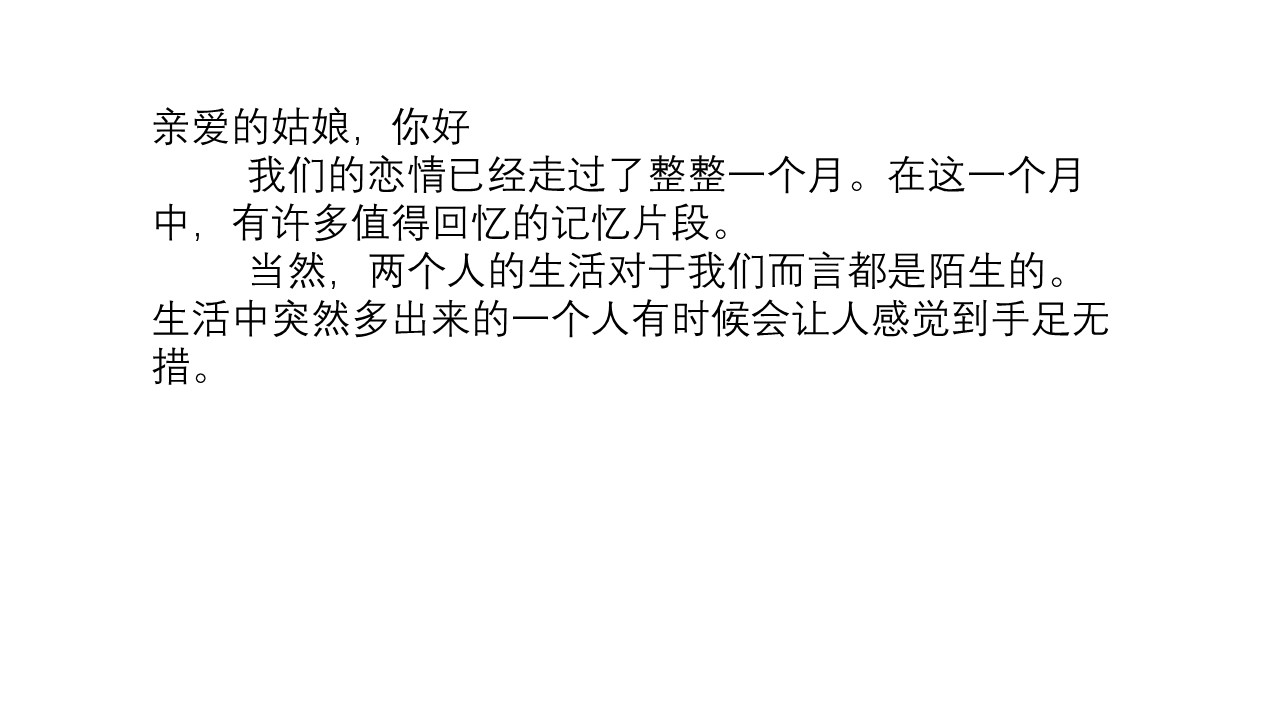 亲爱的姑娘，你好
我们的恋情已经走过了整整一个月。在这一个月
中，有许多值得回忆的记忆片段。
当然，两个人的生活对于我们而言都是陌生的。
生活中突然多出来的一个人有时候会让人感觉到手足无
措。